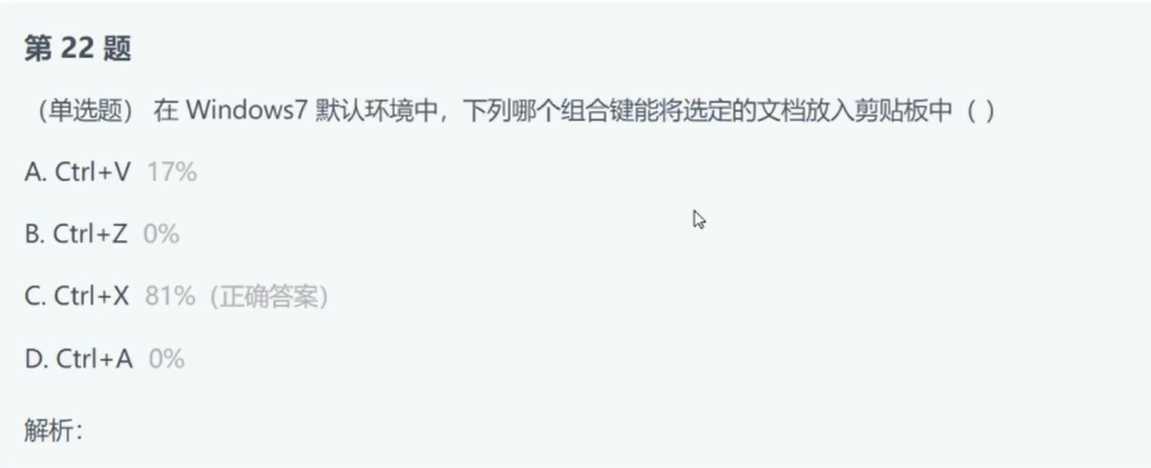 第 22 题
（单选题） 在 Windows7 默认环境中，下列哪个组合键能将选定的文档放入剪贴板中（ ）
A. Ctrl+V 17%
B. Ctrl+Z 0%
C. Ctrl+X 81%（正确答案）
D. Ctrl+A 0%
解析：